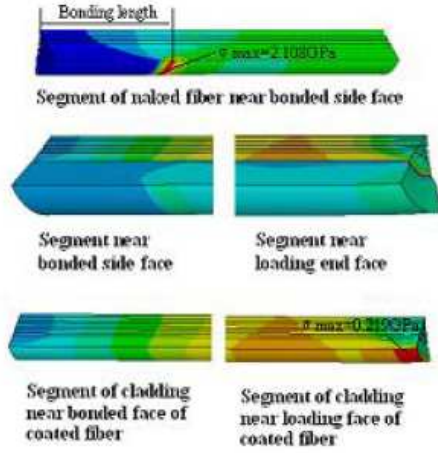 Bonding length
σ max=2.108GPa
Segment of naked fiber near bonded side face
Segment near
bonded side face
Segment near
loading end face
σ max=0.219GPa
Segment of cladding
near bonded face of
coated fiber
Segment of cladding
near loading face of
coated fiber